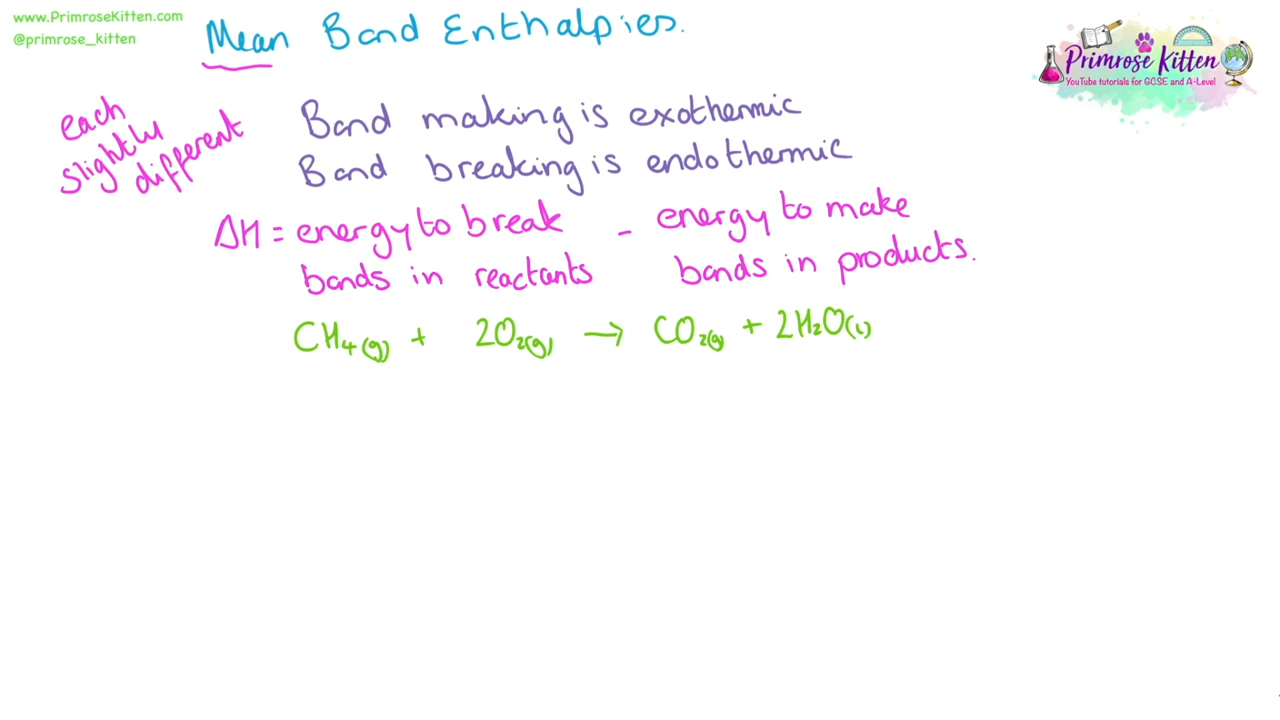 www.PrimroseKitten.com
@primrose_kitten
Mean Bond Enthalpies.
Primrose Kitten
YouTube tutorials for GCSE and A-Level
each
slightly
different
Bond making is exothermic
Bond breaking is endothermic
ΔH = energy to break - energy to make
bonds in reactants bonds in products.
CH₄(g) + 2O₂(g) → CO₂(g) + 2H₂O(l)